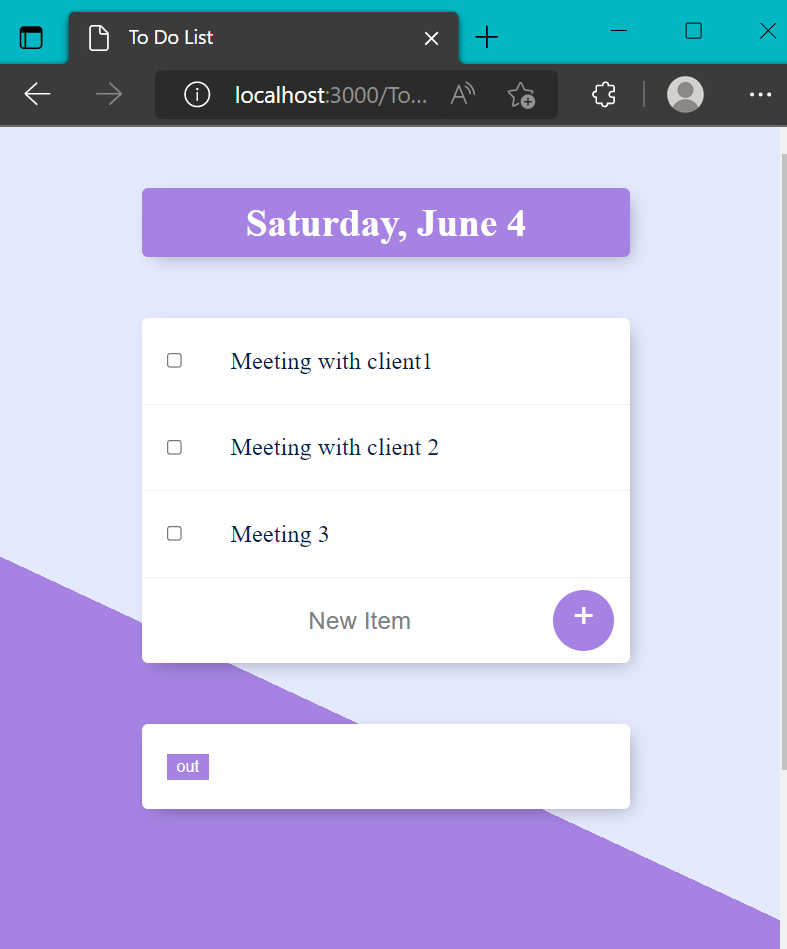 To Do List
localhost:3000/To...
Saturday, June 4
Meeting with client1
Meeting with client 2
Meeting 3
New Item
+
out